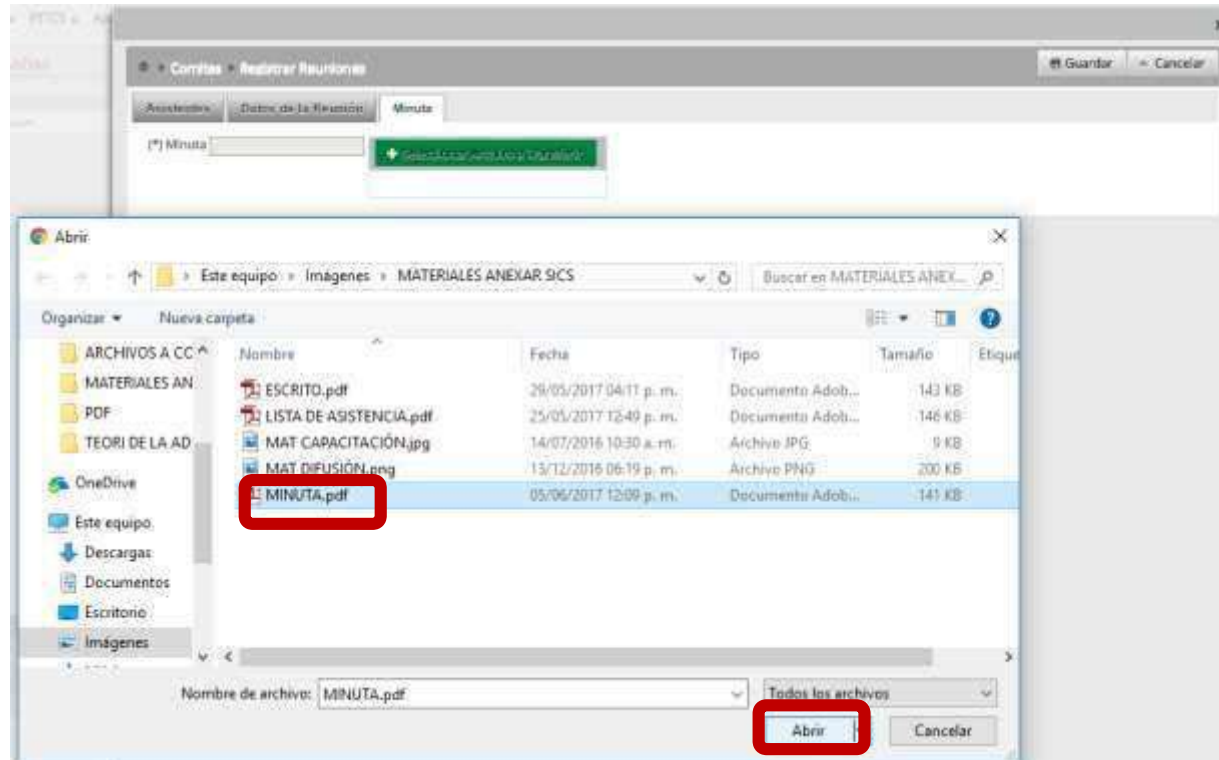 Comites Registrar Reuniones
Guardar Cancelar
Asistentes Datos de la Reunión Minuta
(*) Minuta
Abrir
Este equipo Imágenes MATERIALES ANEXAR SICS
Buscar en MATERIALES ANEX...
Organizar Nueva carpeta
ARCHIVOS A CC
MATERIALES AN
PDF
TEORI DE LA AD
OneDrive
Este equipo
Descargas
Documentos
Escritorio
Imágenes
Nombre Fecha Tipo Tamaño Etique
ESCRITO.pdf 29/05/2017 04:11 p. m. Documento Adob... 143 KB
LISTA DE ASISTENCIA.pdf 25/05/2017 12:49 p. m. Documento Adob... 146 KB
MAT CAPACITACIÓN.jpg 14/07/2016 10:30 a. m. Archivo JPG 9 KB
MAT DIFUSIÓN.png 13/12/2016 06:19 p. m. Archivo PNG 200 KB
MINUTA.pdf 05/06/2017 12:09 p. m. Documento Adob... 141 KB
Nombre de archivo: MINUTA.pdf
Todos los archivos
Abrir Cancelar